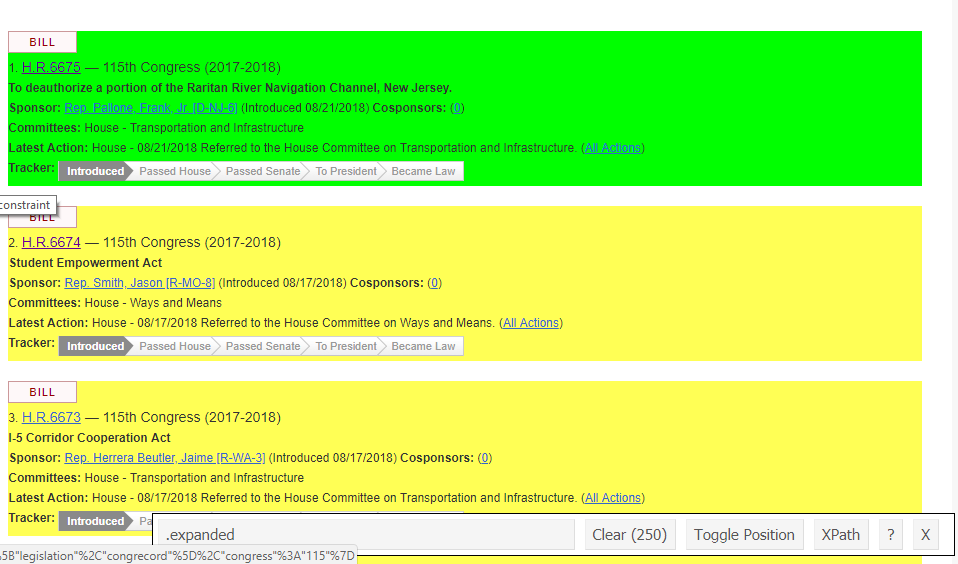 BILL
1. H.R.6675 — 115th Congress (2017-2018)
To deauthorize a portion of the Raritan River Navigation Channel, New Jersey.
Sponsor: Rep. Pallone, Frank, Jr. [D-NJ-6] (Introduced 08/21/2018) Cosponsors: (0)
Committees: House - Transportation and Infrastructure
Latest Action: House - 08/21/2018 Referred to the House Committee on Transportation and Infrastructure. (All Actions)
Tracker: Introduced Passed House Passed Senate To President Became Law
constraint
BILL
2. H.R.6674 — 115th Congress (2017-2018)
Student Empowerment Act
Sponsor: Rep. Smith, Jason [R-MO-8] (Introduced 08/17/2018) Cosponsors: (0)
Committees: House - Ways and Means
Latest Action: House - 08/17/2018 Referred to the House Committee on Ways and Means. (All Actions)
Tracker: Introduced Passed House Passed Senate To President Became Law
BILL
3. H.R.6673 — 115th Congress (2017-2018)
I-5 Corridor Cooperation Act
Sponsor: Rep. Herrera Beutler, Jaime [R-WA-3] (Introduced 08/17/2018) Cosponsors: (0)
Committees: House - Transportation and Infrastructure
Latest Action: House - 08/17/2018 Referred to the House Committee on Transportation and Infrastructure. (All Actions)
Tracker: Introduced Pa
.expanded Clear (250) Toggle Position XPath ? X
5B"legislation"%2C"congrecord"%5D%2C"congress"%3A"115"%7D